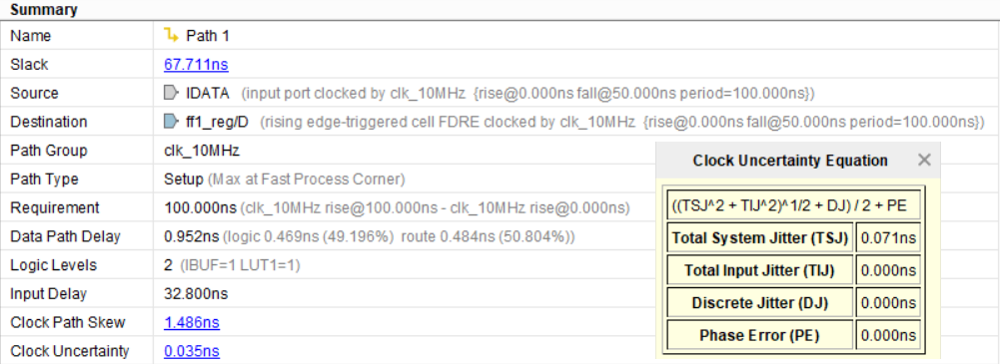 Summary
Name Path 1
Slack 67.711ns
Source IDATA (input port clocked by clk_10MHz {rise@0.000ns fall@50.000ns period=100.000ns})
Destination ff1_reg/D (rising edge-triggered cell FDRE clocked by clk_10MHz {rise@0.000ns fall@50.000ns period=100.000ns})
Path Group clk_10MHz
Path Type Setup (Max at Fast Process Corner)
Requirement 100.000ns (clk_10MHz rise@100.000ns - clk_10MHz rise@0.000ns)
Data Path Delay 0.952ns (logic 0.469ns (49.196%) route 0.484ns (50.804%))
Logic Levels 2 (IBUF=1 LUT1=1)
Input Delay 32.800ns
Clock Path Skew 1.486ns
Clock Uncertainty 0.035ns
Clock Uncertainty Equation
((TSJ^2 + TIJ^2)^1/2 + DJ) / 2 + PE
Total System Jitter (TSJ) 0.071ns
Total Input Jitter (TIJ) 0.000ns
Discrete Jitter (DJ) 0.000ns
Phase Error (PE) 0.000ns